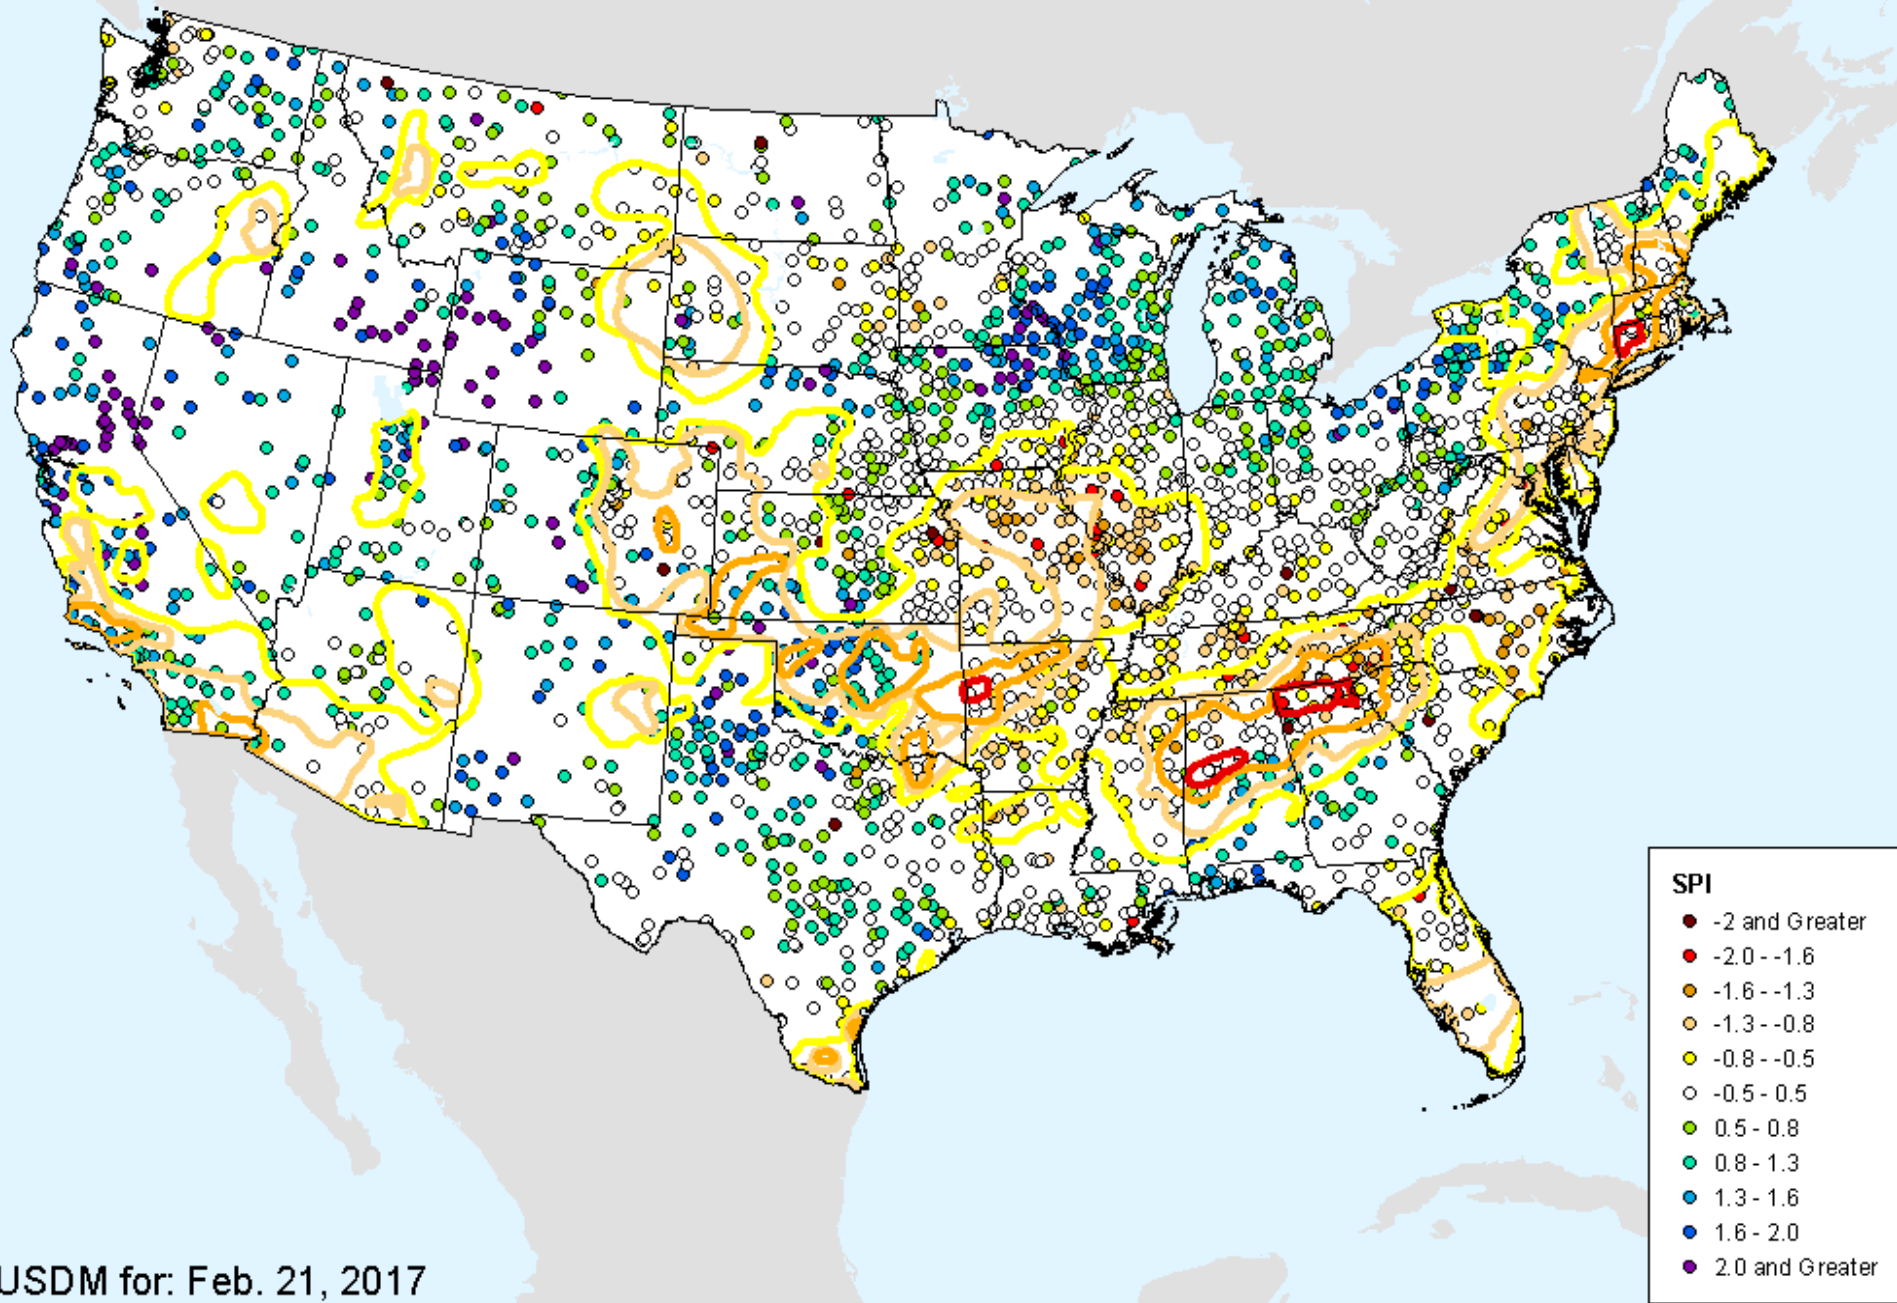 SPI
-2 and Greater
-2.0 - -1.6
-1.6 - -1.3
-1.3 - -0.8
-0.8 - -0.5
-0.5 - 0.5
0.5 - 0.8
0.8 - 1.3
1.3 - 1.6
1.6 - 2.0
2.0 and Greater
USDM for: Feb. 21, 2017